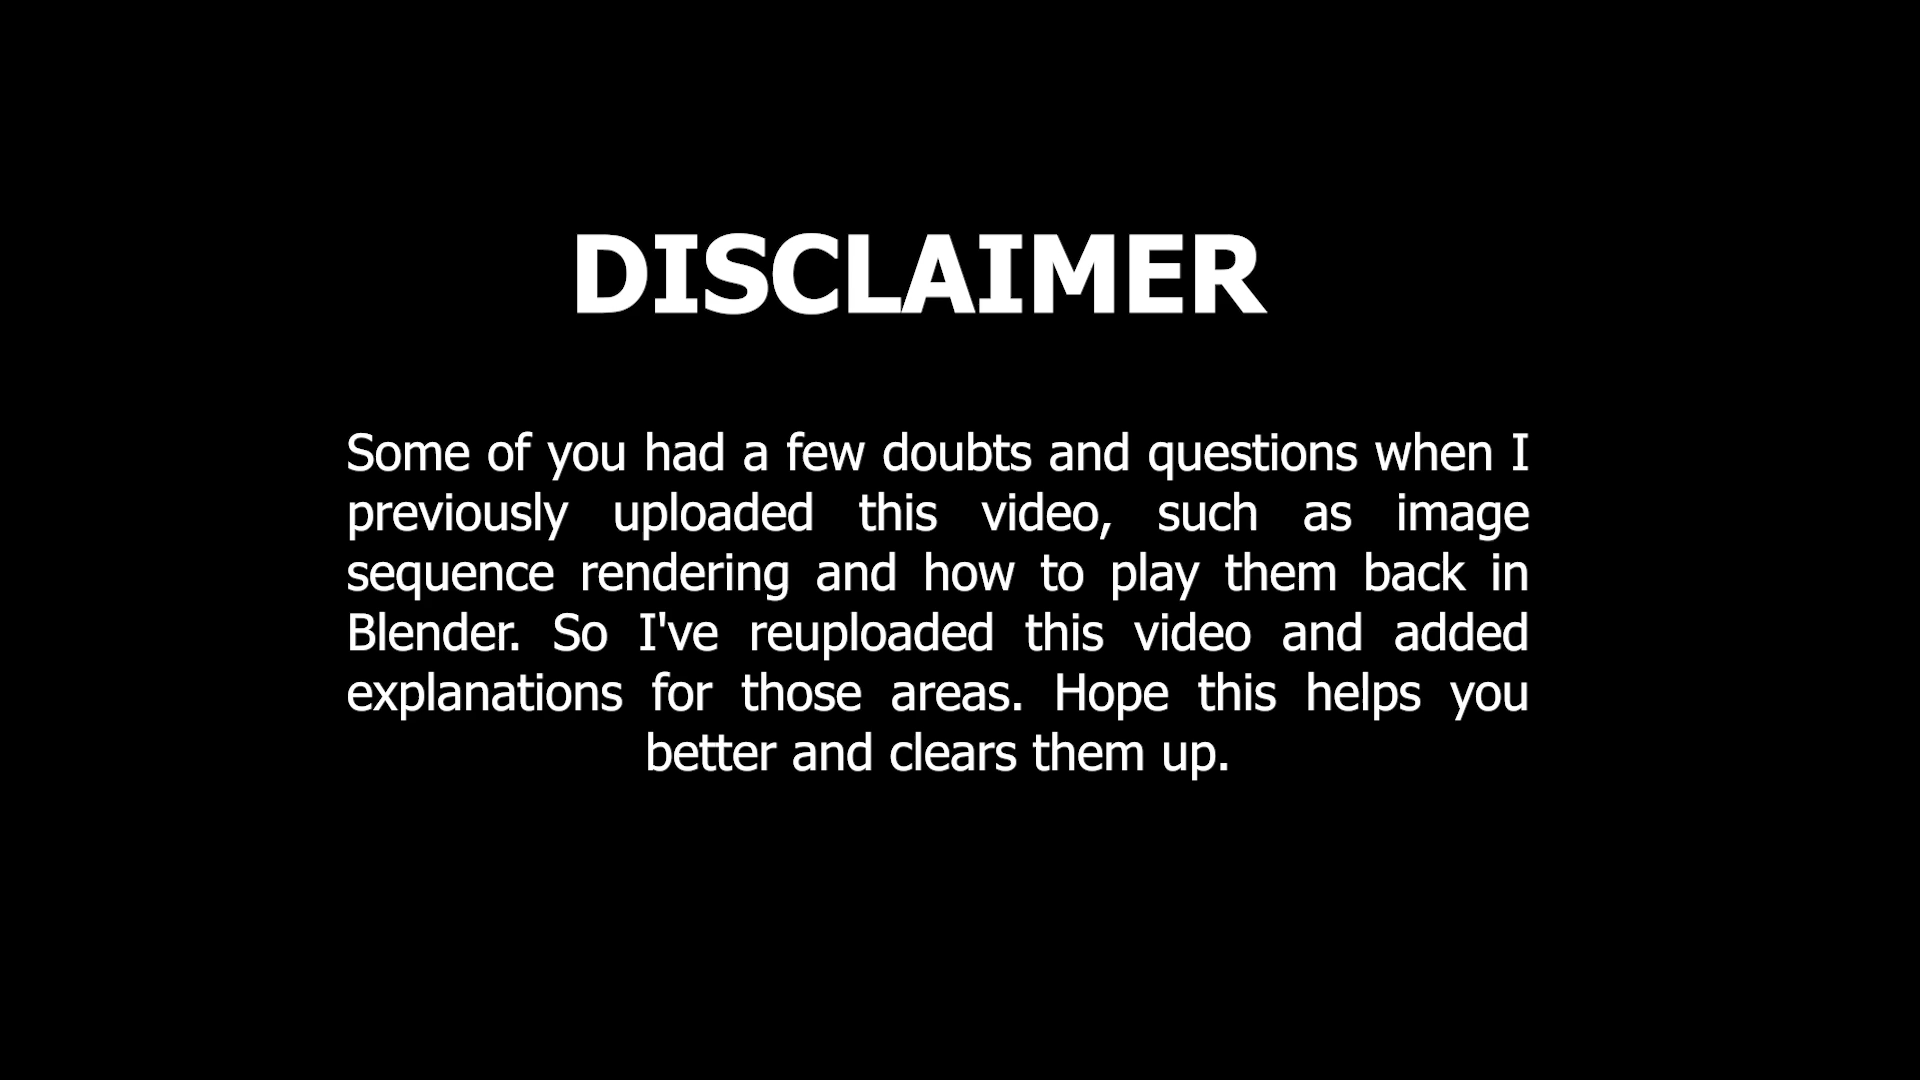 DISCLAIMER
Some of you had a few doubts and questions when I
previously uploaded this video, such as image
sequence rendering and how to play them back in
Blender. So I've reuploaded this video and added
explanations for those areas. Hope this helps you
better and clears them up.